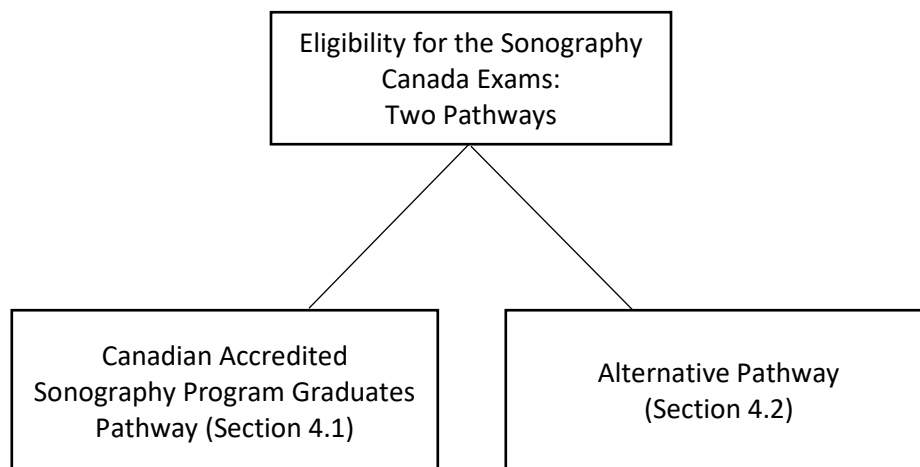 Eligibility for the Sonography
Canada Exams:
Two Pathways
Canadian Accredited
Sonography Program Graduates
Pathway (Section 4.1)
Alternative Pathway
(Section 4.2)